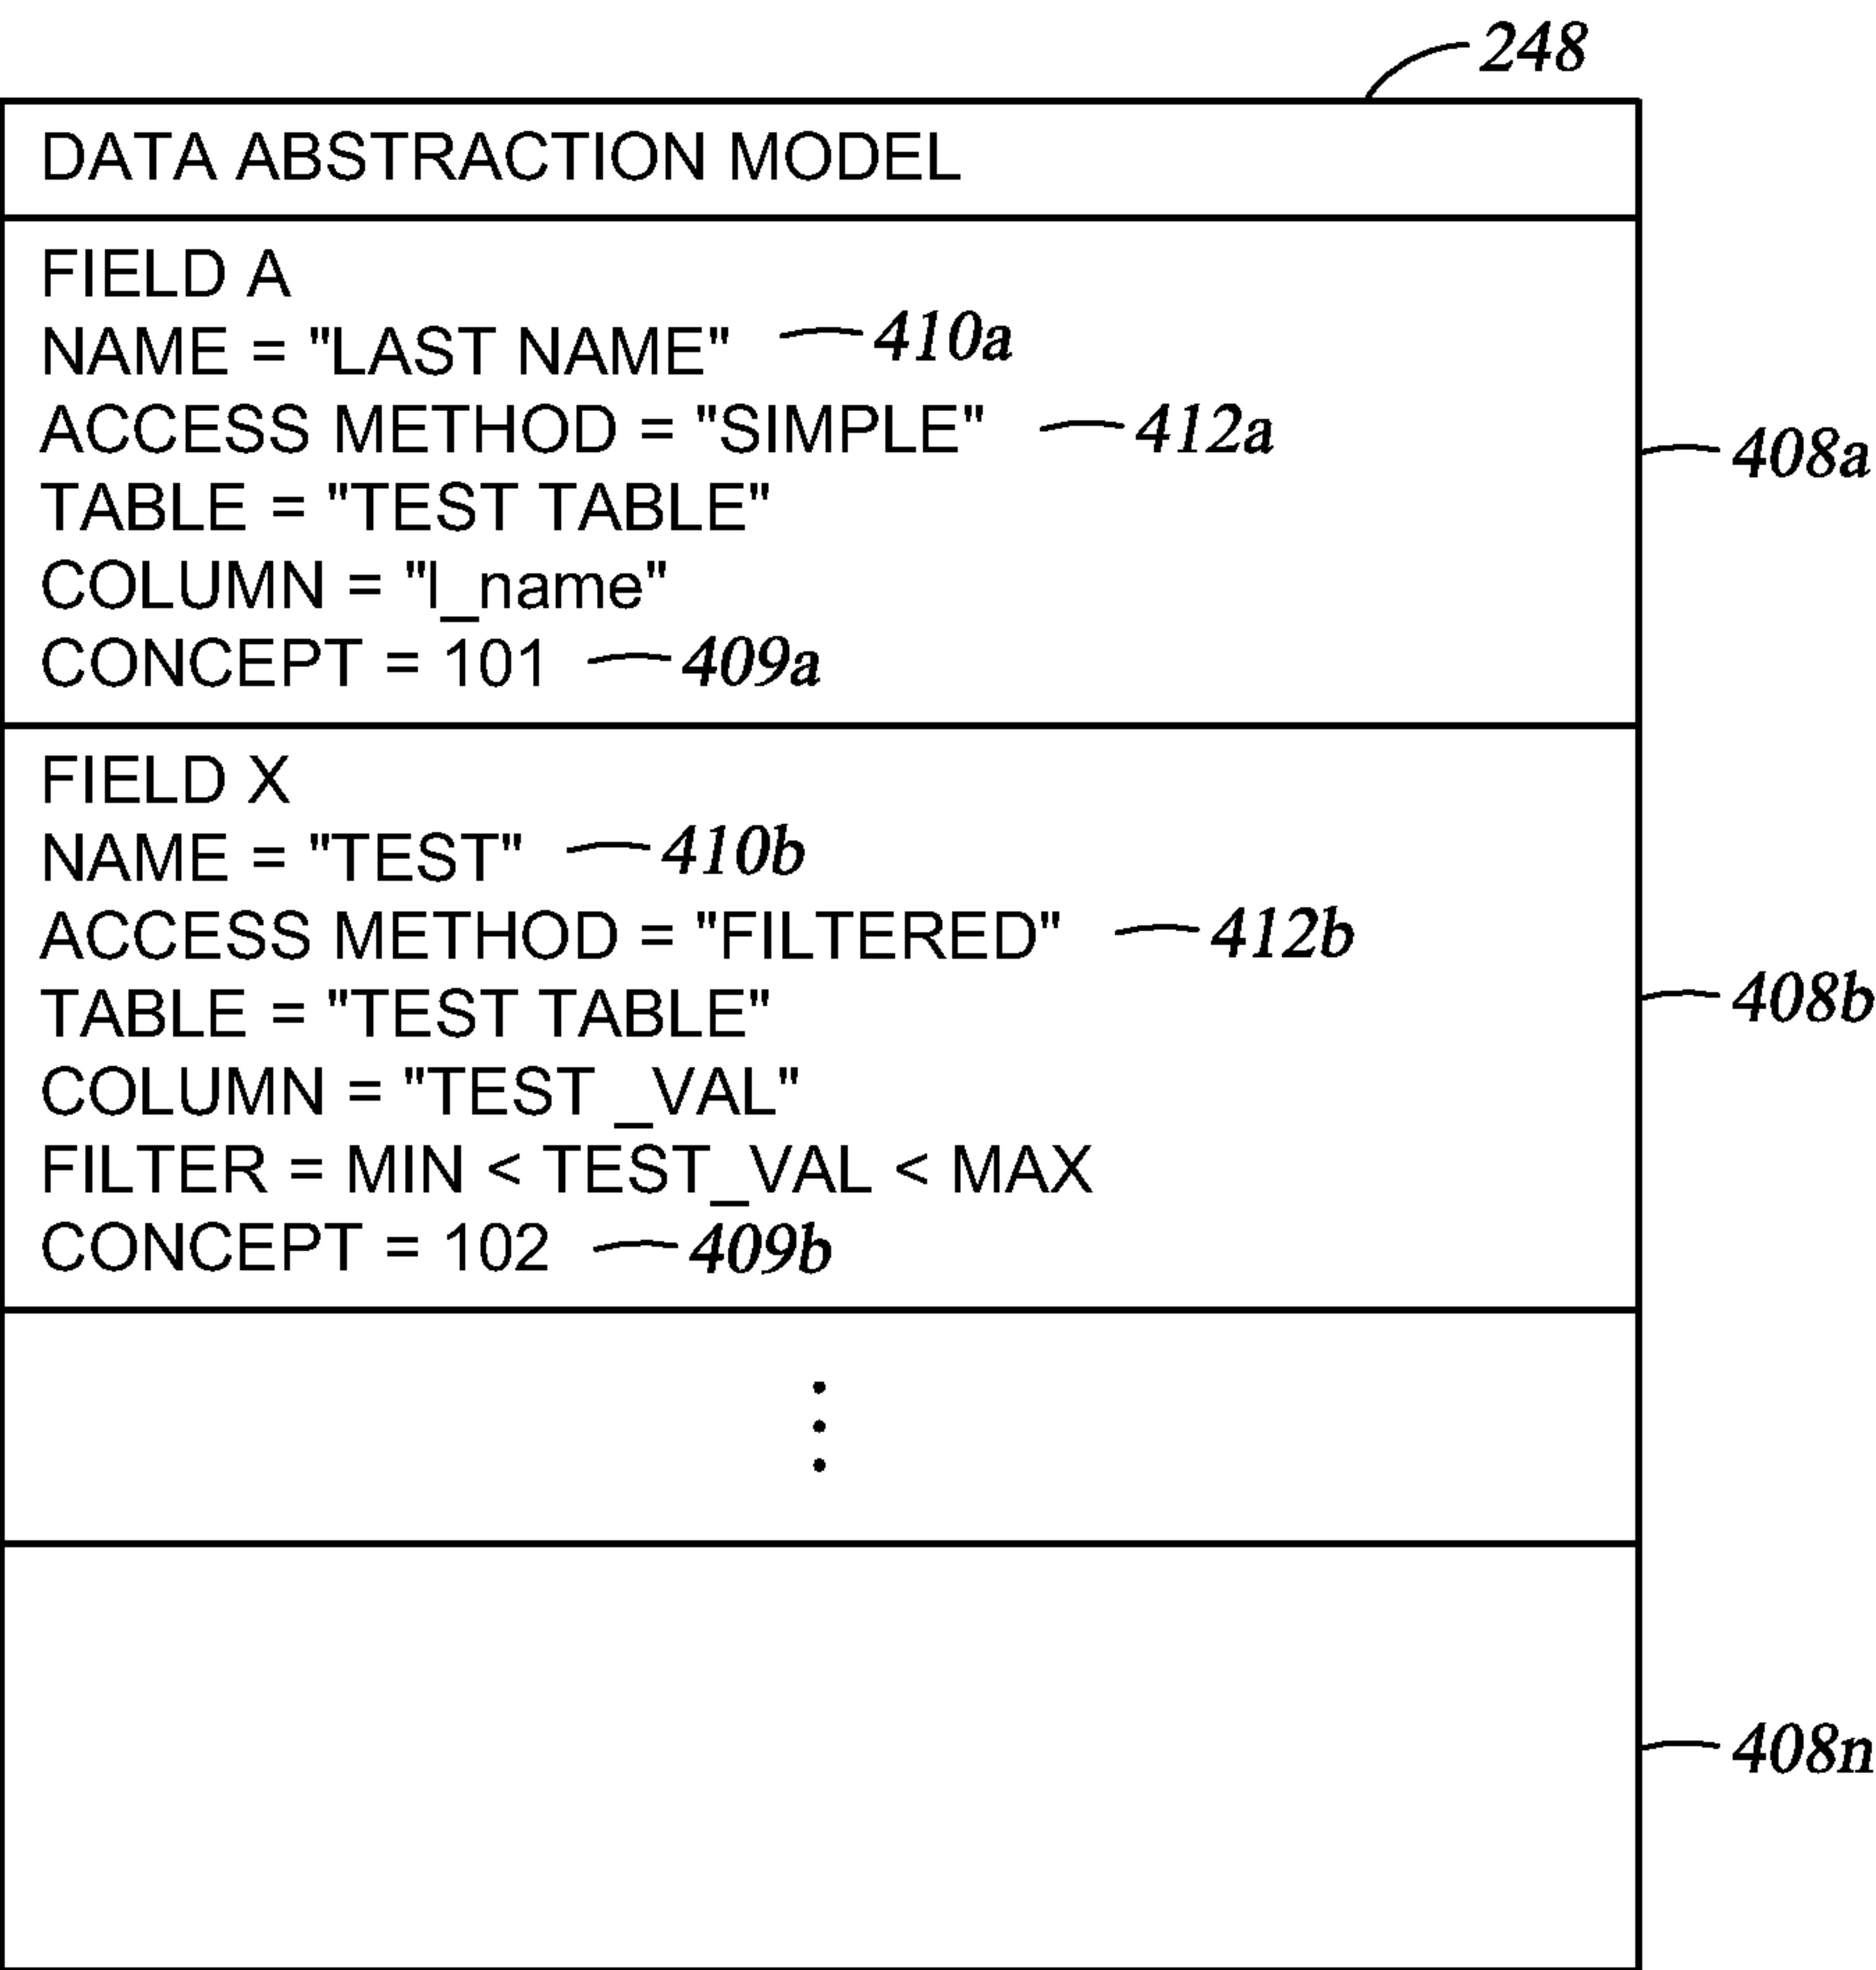 248
DATA ABSTRACTION MODEL
FIELD A
NAME = "LAST NAME" 410a
ACCESS METHOD = "SIMPLE" 412a
408a
TABLE = "TEST TABLE"
COLUMN = "l_name"
CONCEPT = 101 409a
FIELD X
NAME = "TEST" 410b
ACCESS METHOD = "FILTERED" 412b
408b
TABLE = "TEST TABLE"
COLUMN = "TEST_VAL"
FILTER = MIN < TEST_VAL < MAX
CONCEPT = 102 409b
408n